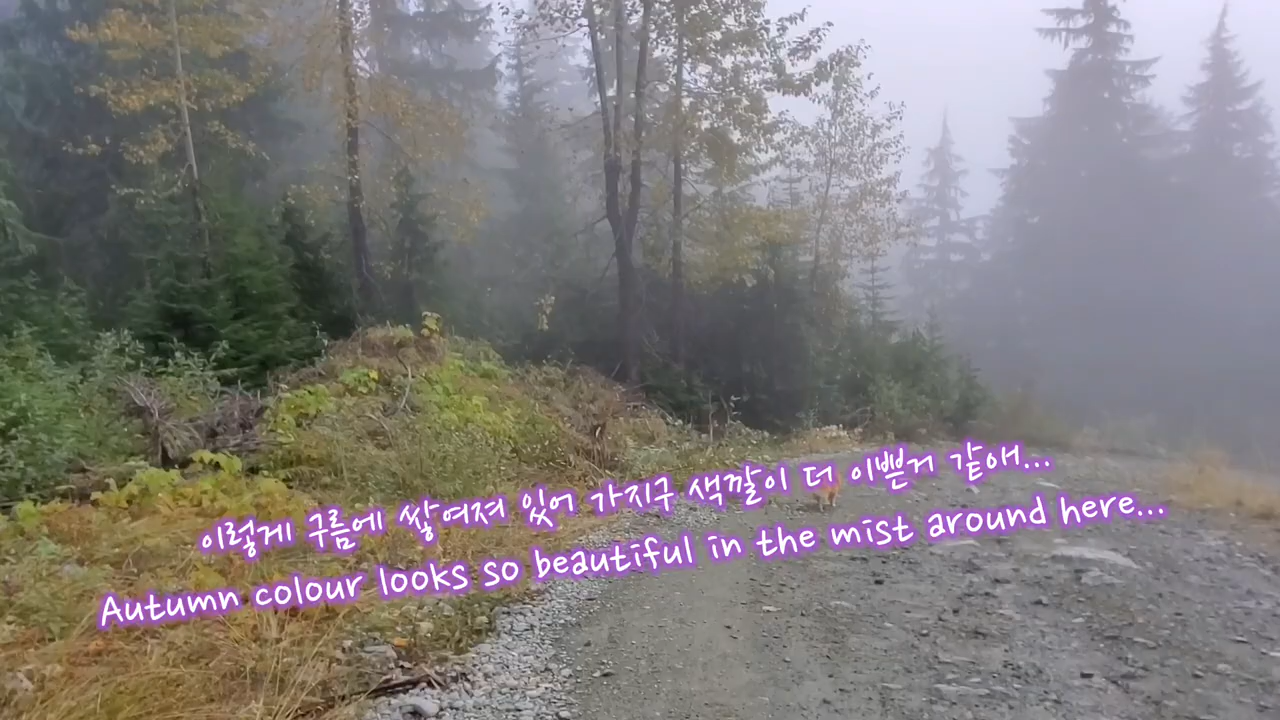 이렇게 구름에 쌓여져 있어 가지구 색깔이 더 이쁜거 같애...
Autumn colour looks so beautiful in the mist around here...